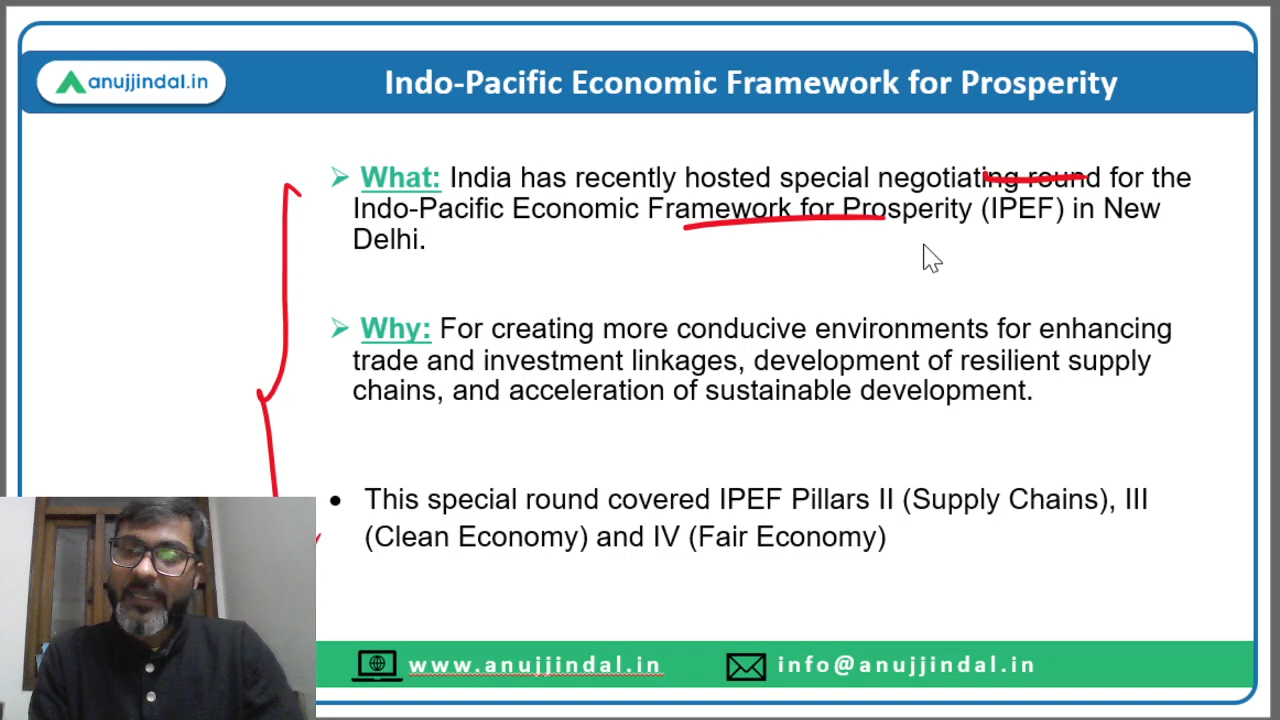 anujjindal.in
Indo-Pacific Economic Framework for Prosperity
What: India has recently hosted special negotiating round for the
Indo-Pacific Economic Framework for Prosperity (IPEF) in New
Delhi.
Why: For creating more conducive environments for enhancing
trade and investment linkages, development of resilient supply
chains, and acceleration of sustainable development.
This special round covered IPEF Pillars II (Supply Chains), III
(Clean Economy) and IV (Fair Economy)
www.anujjindal.in
info@anujjindal.in